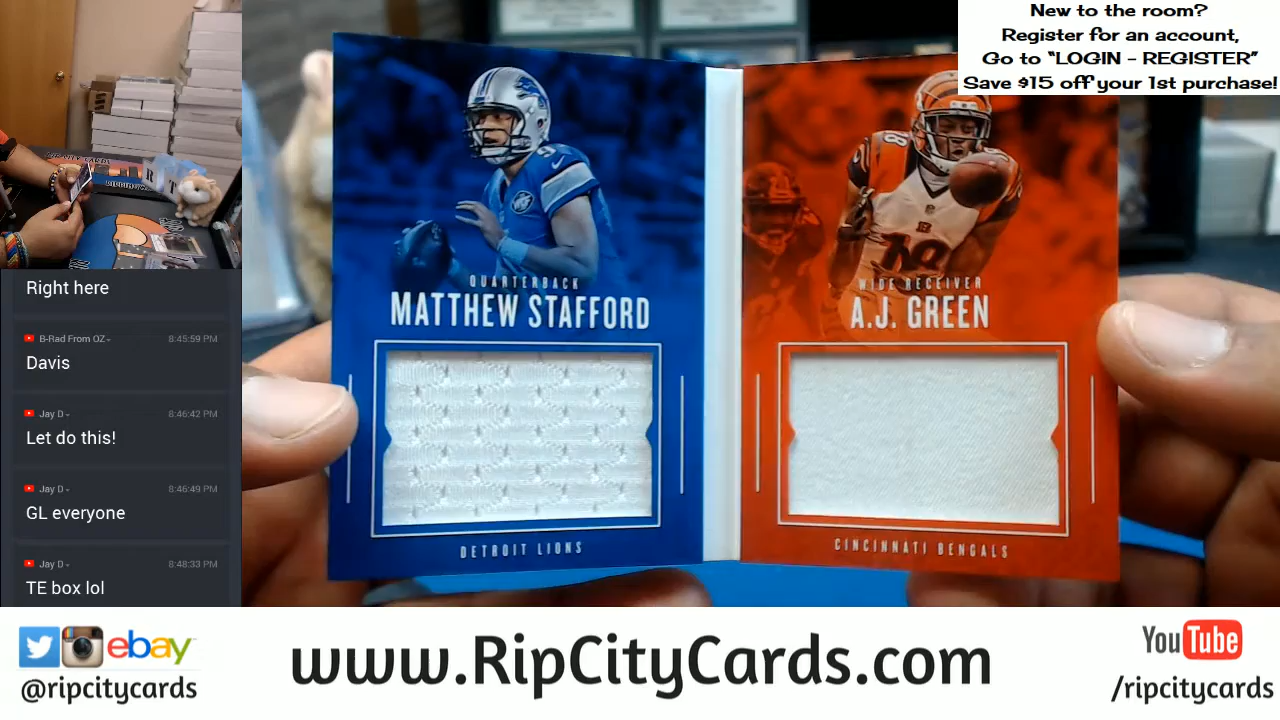 New to the room?
Register for an account,
Go to “LOGIN - REGISTER”
Save $15 off your 1st purchase!
RIP CITY CARDS
Right here
B-Rad From OZ
8:45:59 PM
Davis
Jay D
8:46:42 PM
Let do this!
Jay D
8:46:49 PM
GL everyone
Jay D
8:48:33 PM
TE box lol
QUARTERBACK
MATTHEW STAFFORD
DETROIT LIONS
WIDE RECEIVER
A.J. GREEN
CINCINNATI BENGALS
ebay
@ripcitycards
www.RipCityCards.com
YouTube
/ripcitycards